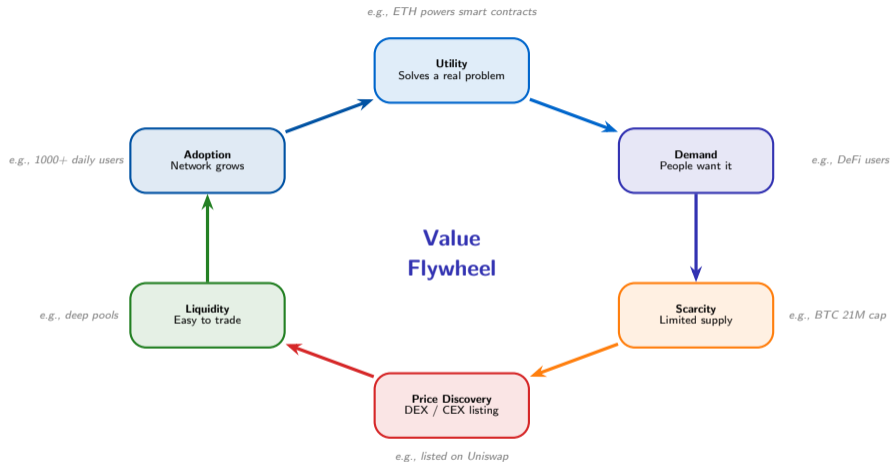 e.g., ETH powers smart contracts
Utility
Solves a real problem
Adoption
Network grows
e.g., 1000+ daily users
Demand
People want it
e.g., DeFi users
Value
Flywheel
Liquidity
Easy to trade
e.g., deep pools
Scarcity
Limited supply
e.g., BTC 21M cap
Price Discovery
DEX / CEX listing
e.g., listed on Uniswap